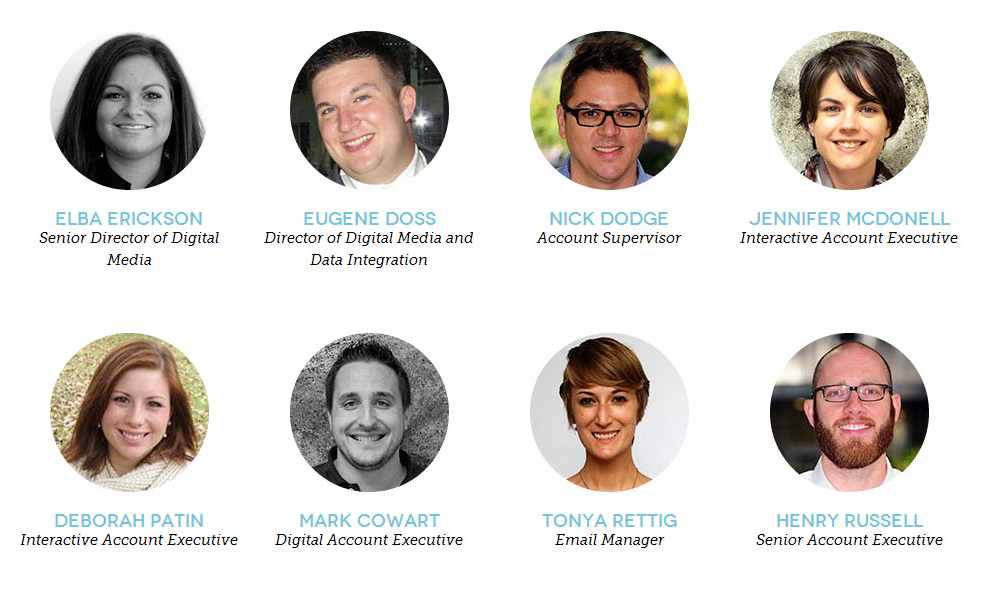 ELBA ERICKSON
Senior Director of Digital
Media
EUGENE DOSS
Director of Digital Media and
Data Integration
NICK DODGE
Account Supervisor
JENNIFER MCDONELL
Interactive Account Executive
DEBORAH PATIN
Interactive Account Executive
MARK COWART
Digital Account Executive
TONYA RETTIG
Email Manager
HENRY RUSSELL
Senior Account Executive